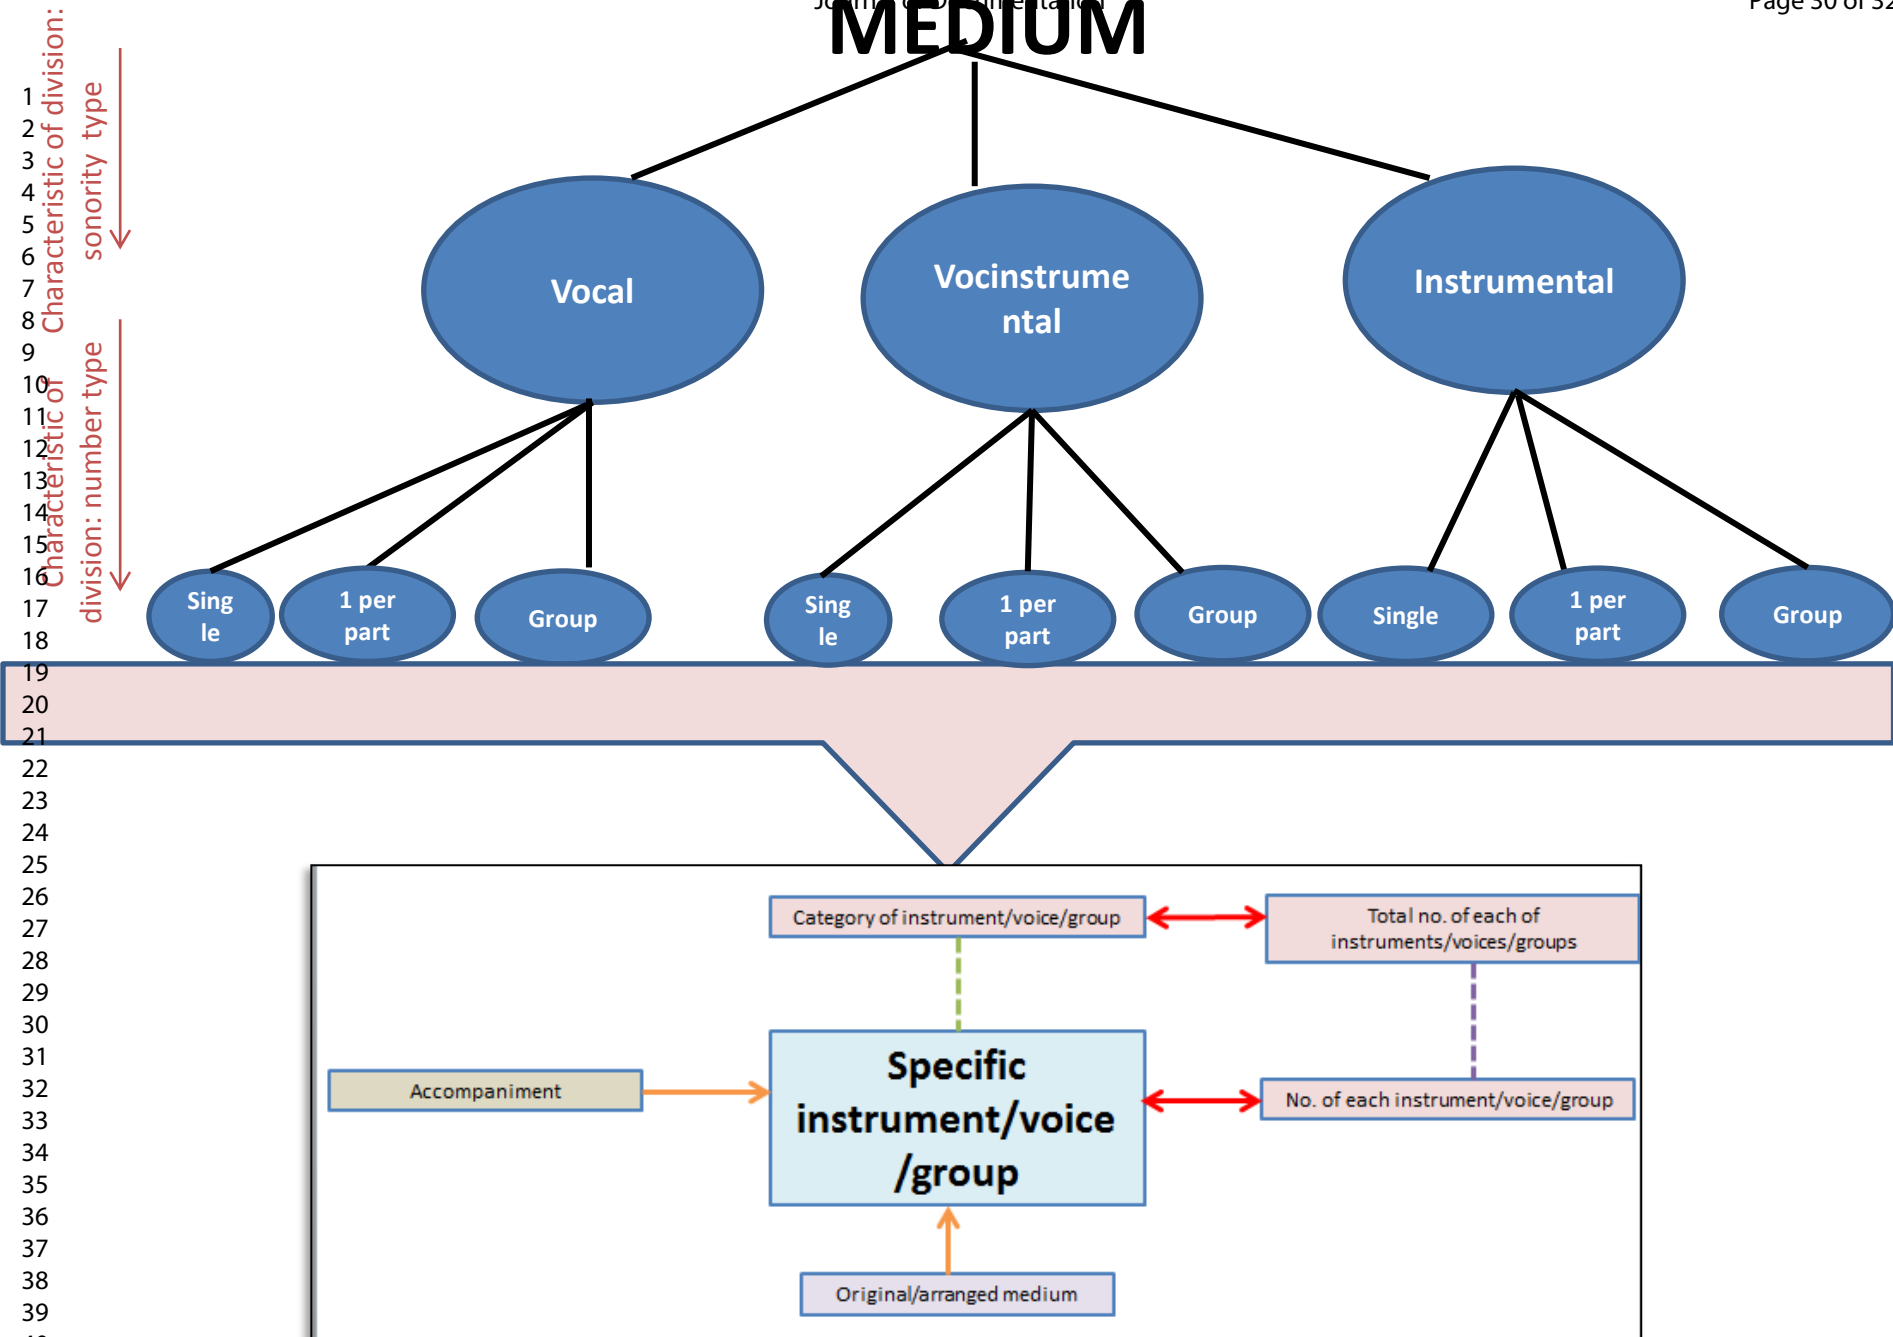 Journal of Documentation
Page 30 of 32
MEDIUM
Characteristic of division:
sonority type
Characteristic of
division: number type
1
2
3
4
5
6
7
8
9
10
11
12
13
14
15
16
17
18
19
20
21
22
23
24
25
26
27
28
29
30
31
32
33
34
35
36
37
38
39
Vocal
Vocinstrume
ntal
Instrumental
Sing
le
1 per
part
Group
Sing
le
1 per
part
Group
Single
1 per
part
Group
Category of instrument/voice/group
Total no. of each of
instruments/voices/groups
Accompaniment
Specific
instrument/voice
/group
No. of each instrument/voice/group
Original/arranged medium